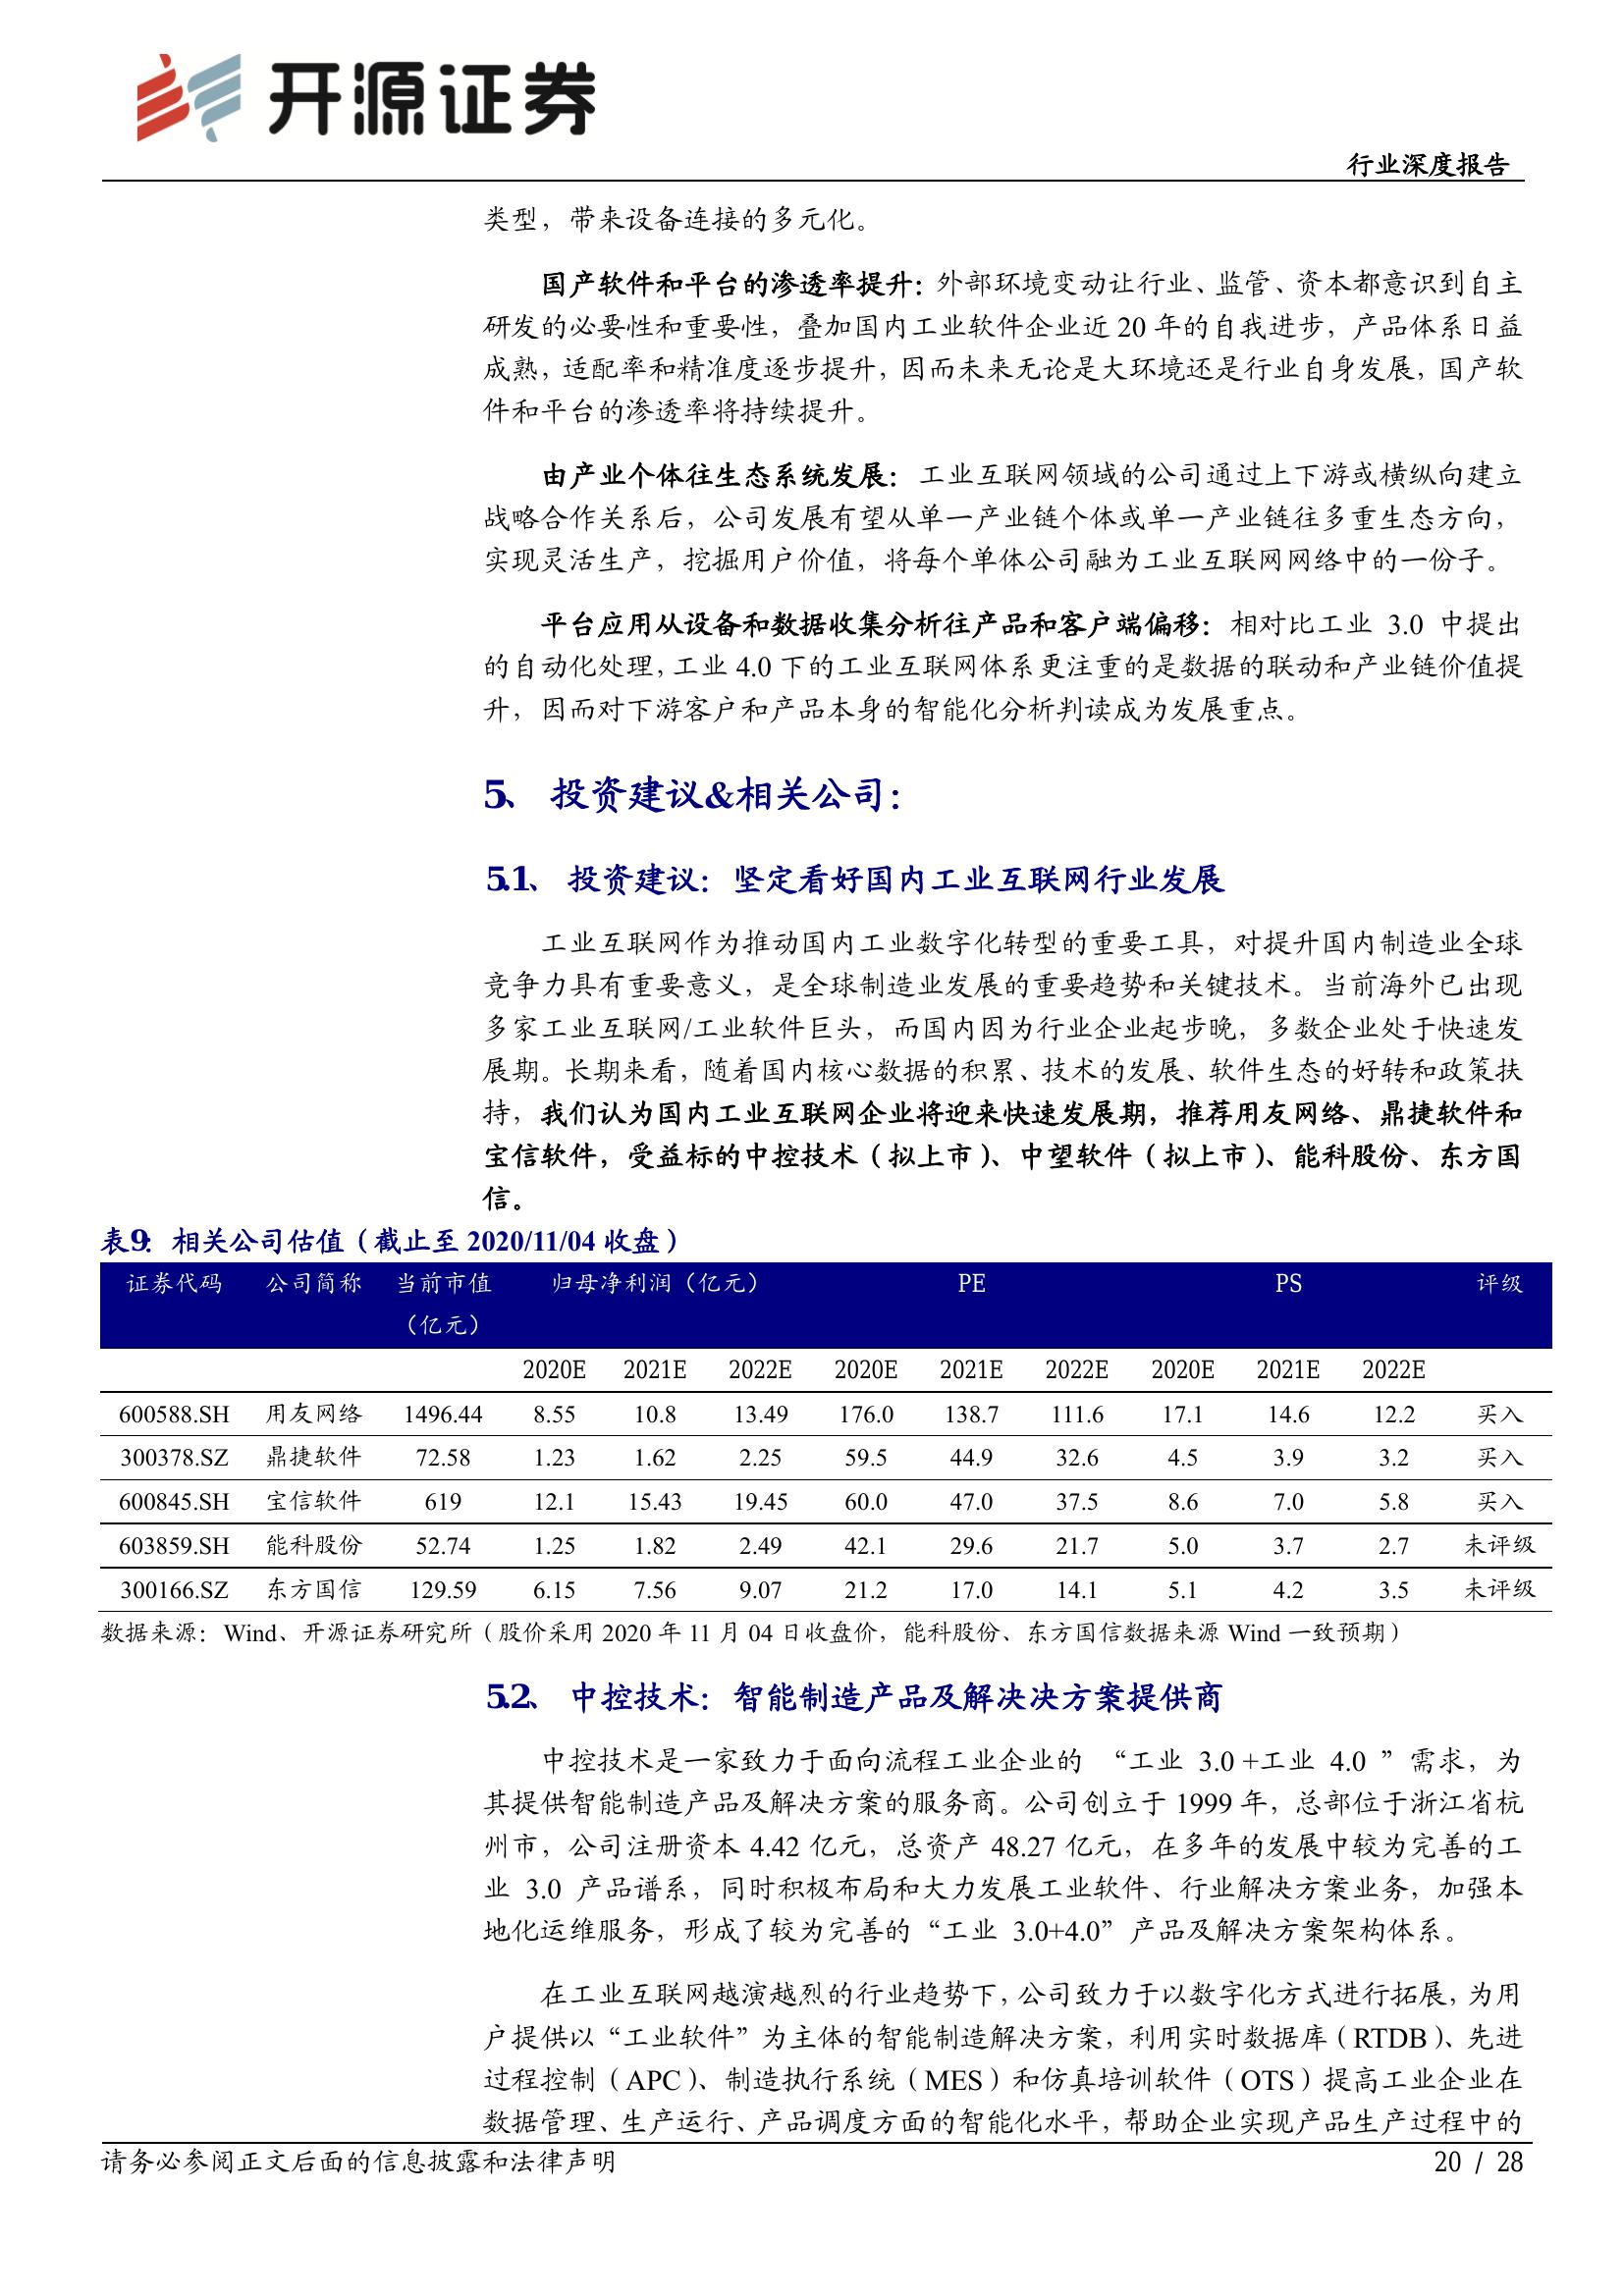 开源证券
行业深度报告
类型，带来设备连接的多元化。
国产软件和平台的渗透率提升：外部环境变动让行业、监管、资本都意识到自主
研发的必要性和重要性，叠加国内工业软件企业近 20 年的自我进步，产品体系日益
成熟，适配率和精准度逐步提升，因而未来无论是大环境还是行业自身发展，国产软
件和平台的渗透率将持续提升。
由产业个体往生态系统发展：工业互联网领域的公司通过上下游或横纵向建立
战略合作关系后，公司发展有望从单一产业链个体或单一产业链往多重生态方向，
实现灵活生产，挖掘用户价值，将每个单体公司融为工业互联网网络中的一份子。
平台应用从设备和数据收集分析往产品和客户端偏移：相对比工业 3.0 中提出
的自动化处理，工业 4.0 下的工业互联网体系更注重的是数据的联动和产业链价值提
升，因而对下游客户和产品本身的智能化分析判读成为发展重点。
5、 投资建议&相关公司：
5.1、 投资建议：坚定看好国内工业互联网行业发展
工业互联网作为推动国内工业数字化转型的重要工具，对提升国内制造业全球
竞争力具有重要意义，是全球制造业发展的重要趋势和关键技术。当前海外已出现
多家工业互联网/工业软件巨头，而国内因为行业企业起步晚，多数企业处于快速发
展期。长期来看，随着国内核心数据的积累、技术的发展、软件生态的好转和政策扶
持，我们认为国内工业互联网企业将迎来快速发展期，推荐用友网络、鼎捷软件和
宝信软件，受益标的中控技术（拟上市）、中望软件（拟上市）、能科股份、东方国
信。
表9：相关公司估值（截止至 2020/11/04 收盘）
证券代码 公司简称 当前市值 归母净利润（亿元） PE PS 评级
（亿元）
2020E 2021E 2022E 2020E 2021E 2022E 2020E 2021E 2022E
600588.SH 用友网络 1496.44 8.55 10.8 13.49 176.0 138.7 111.6 17.1 14.6 12.2 买入
300378.SZ 鼎捷软件 72.58 1.23 1.62 2.25 59.5 44.9 32.6 4.5 3.9 3.2 买入
600845.SH 宝信软件 619 12.1 15.43 19.45 60.0 47.0 37.5 8.6 7.0 5.8 买入
603859.SH 能科股份 52.74 1.25 1.82 2.49 42.1 29.6 21.7 5.0 3.7 2.7 未评级
300166.SZ 东方国信 129.59 6.15 7.56 9.07 21.2 17.0 14.1 5.1 4.2 3.5 未评级
数据来源：Wind、开源证券研究所（股价采用 2020 年 11 月 04 日收盘价，能科股份、东方国信数据来源 Wind 一致预期）
5.2、 中控技术：智能制造产品及解决决方案提供商
中控技术是一家致力于面向流程工业企业的 “工业 3.0 +工业 4.0 ”需求，为
其提供智能制造产品及解决方案的服务商。公司创立于 1999 年，总部位于浙江省杭
州市，公司注册资本 4.42 亿元，总资产 48.27 亿元，在多年的发展中较为完善的工
业 3.0 产品谱系，同时积极布局和大力发展工业软件、行业解决方案业务，加强本
地化运维服务，形成了较为完善的“工业 3.0+4.0”产品及解决方案架构体系。
在工业互联网越演越烈的行业趋势下，公司致力于以数字化方式进行拓展，为用
户提供以“工业软件”为主体的智能制造解决方案，利用实时数据库（RTDB）、先进
过程控制（APC）、制造执行系统（MES）和仿真培训软件（OTS）提高工业企业在
数据管理、生产运行、产品调度方面的智能化水平，帮助企业实现产品生产过程中的
请务必参阅正文后面的信息披露和法律声明
20 / 28